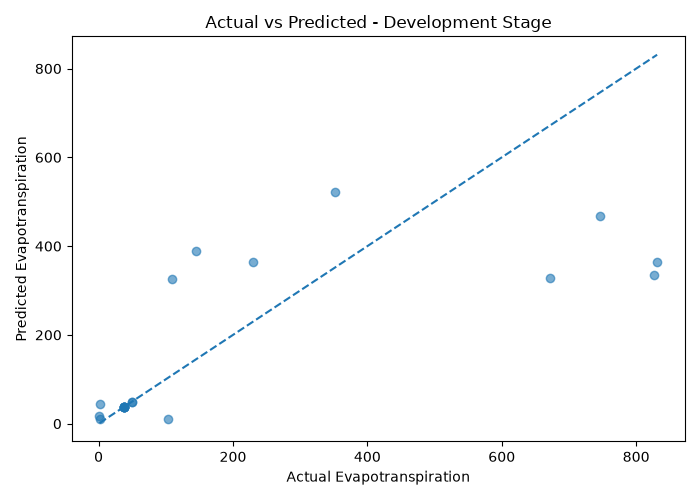 Actual vs Predicted - Development Stage
800
600
400
200
0
Predicted Evapotranspiration
0 200 400 600 800
Actual Evapotranspiration